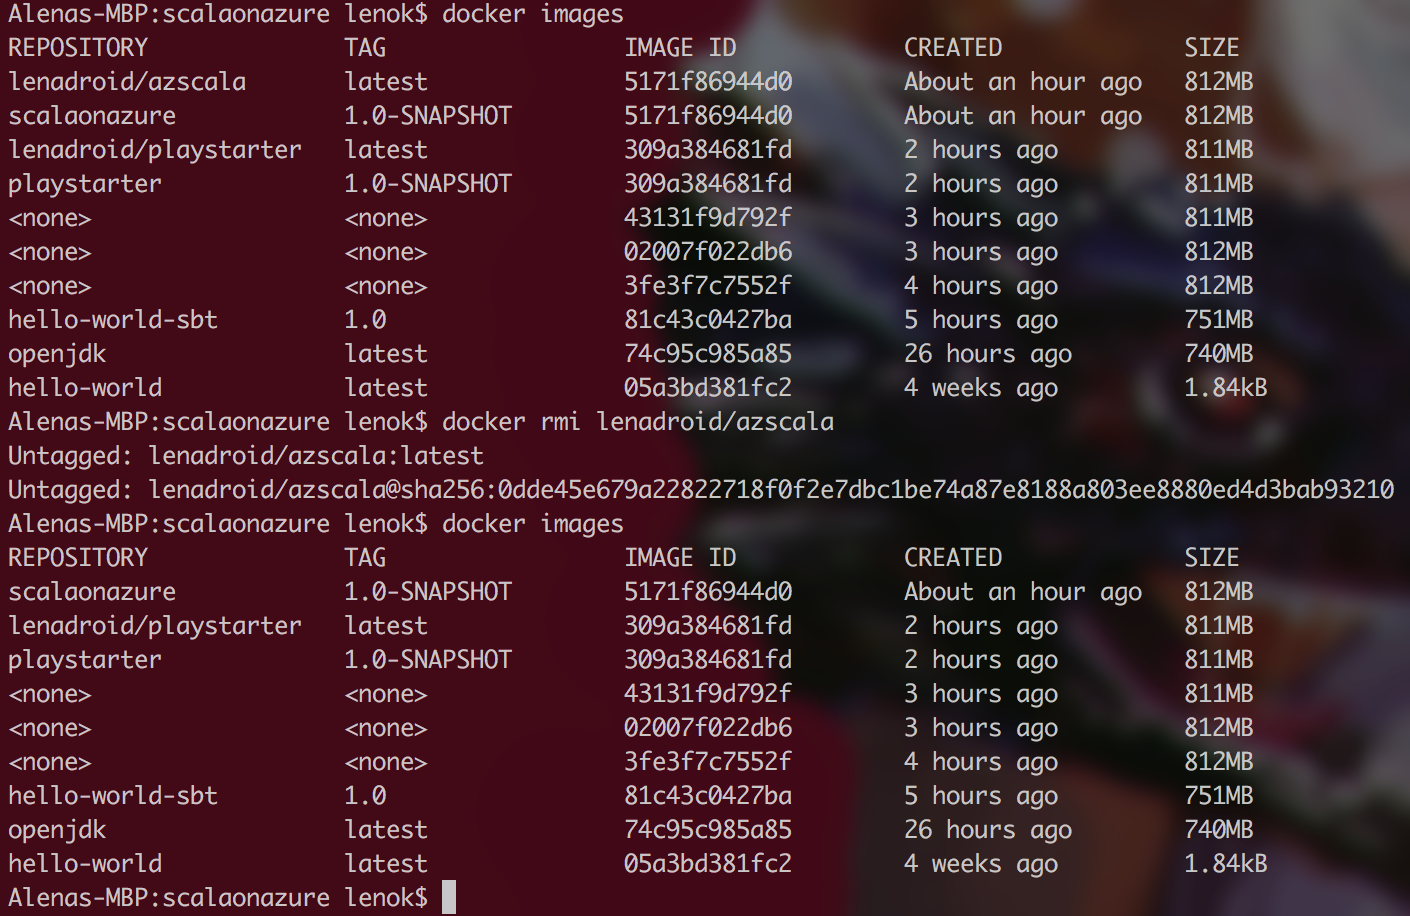 Alenas-MBP:scalaonazure lenok$ docker images
REPOSITORY TAG IMAGE ID CREATED SIZE
lenadroid/azscala latest 5171f86944d0 About an hour ago 812MB
scalaonazure 1.0-SNAPSHOT 5171f86944d0 About an hour ago 812MB
lenadroid/playstarter latest 309a384681fd 2 hours ago 811MB
playstarter 1.0-SNAPSHOT 309a384681fd 2 hours ago 811MB
<none> <none> 43131f9d792f 3 hours ago 811MB
<none> <none> 02007f022db6 3 hours ago 812MB
<none> <none> 3fe3f7c7552f 4 hours ago 812MB
hello-world-sbt 1.0 81c43c0427ba 5 hours ago 751MB
openjdk latest 74c95c985a85 26 hours ago 740MB
hello-world latest 05a3bd381fc2 4 weeks ago 1.84kB
Alenas-MBP:scalaonazure lenok$ docker rmi lenadroid/azscala
Untagged: lenadroid/azscala:latest
Untagged: lenadroid/azscala@sha256:0dde45e679a22822718f0f2e7dbc1be74a87e8188a803ee8880ed4d3bab93210
Alenas-MBP:scalaonazure lenok$ docker images
REPOSITORY TAG IMAGE ID CREATED SIZE
scalaonazure 1.0-SNAPSHOT 5171f86944d0 About an hour ago 812MB
lenadroid/playstarter latest 309a384681fd 2 hours ago 811MB
playstarter 1.0-SNAPSHOT 309a384681fd 2 hours ago 811MB
<none> <none> 43131f9d792f 3 hours ago 811MB
<none> <none> 02007f022db6 3 hours ago 812MB
<none> <none> 3fe3f7c7552f 4 hours ago 812MB
hello-world-sbt 1.0 81c43c0427ba 5 hours ago 751MB
openjdk latest 74c95c985a85 26 hours ago 740MB
hello-world latest 05a3bd381fc2 4 weeks ago 1.84kB
Alenas-MBP:scalaonazure lenok$